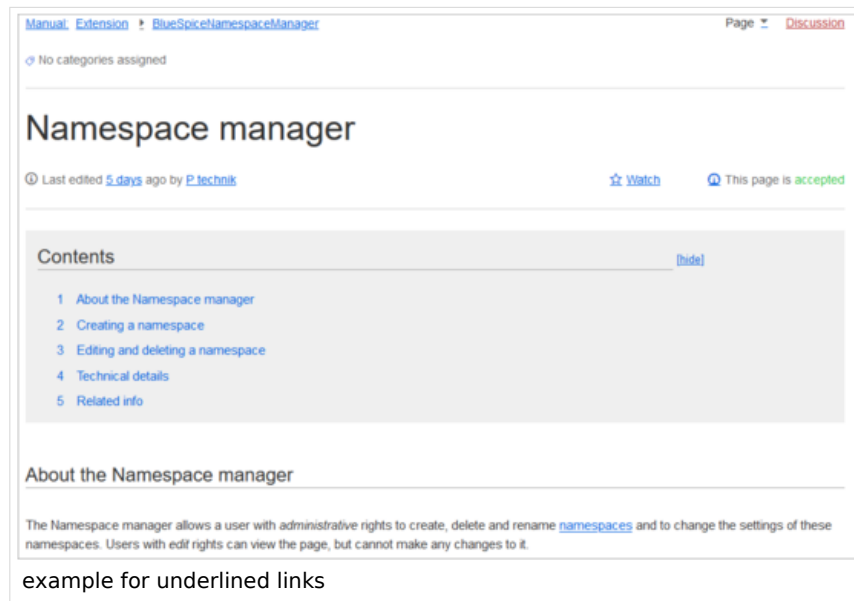 Manual: Extension BlueSpiceNamespaceManager Page Discussion
No categories assigned
Namespace manager
Last edited 5 days ago by P technik Watch This page is accepted
Contents [hide]
1 About the Namespace manager
2 Creating a namespace
3 Editing and deleting a namespace
4 Technical details
5 Related info
About the Namespace manager
The Namespace manager allows a user with administrative rights to create, delete and rename namespaces and to change the settings of these
namespaces. Users with edit rights can view the page, but cannot make any changes to it.
example for underlined links